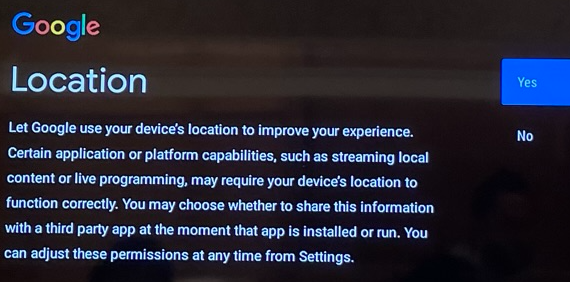 Google
Location
Yes
Let Google use your device's location to improve your experience.
No
Certain application or platform capabilities, such as streaming local
content or live programming, may require your device's location to
function correctly. You may choose whether to share this information
with a third party app at the moment that app is installed or run. You
can adjust these permissions at any time from Settings.